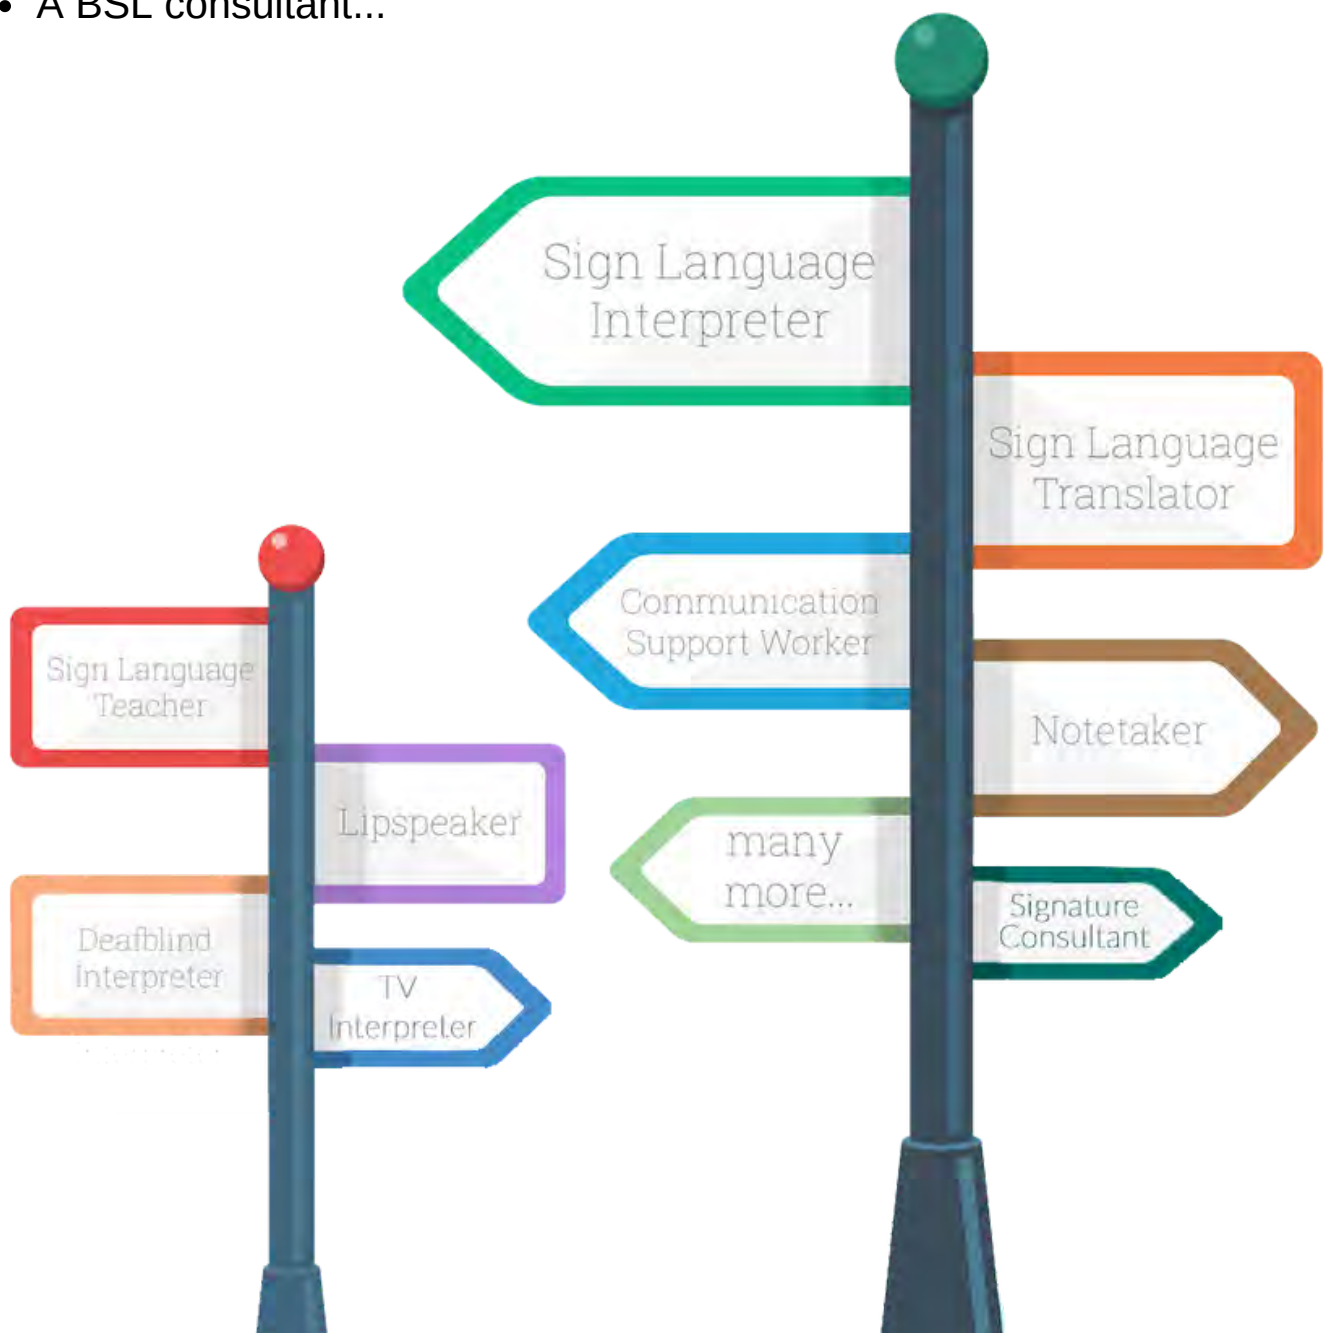 • A BSL consultant...
Sign Language
Interpreter
Sign Language
Translator
Communication
Support Worker
Notetaker
many
more...
Signature
Consultant
Sign Language
Teacher
Lipspeaker
Deafblind
Interpreter
TV
Interpreter